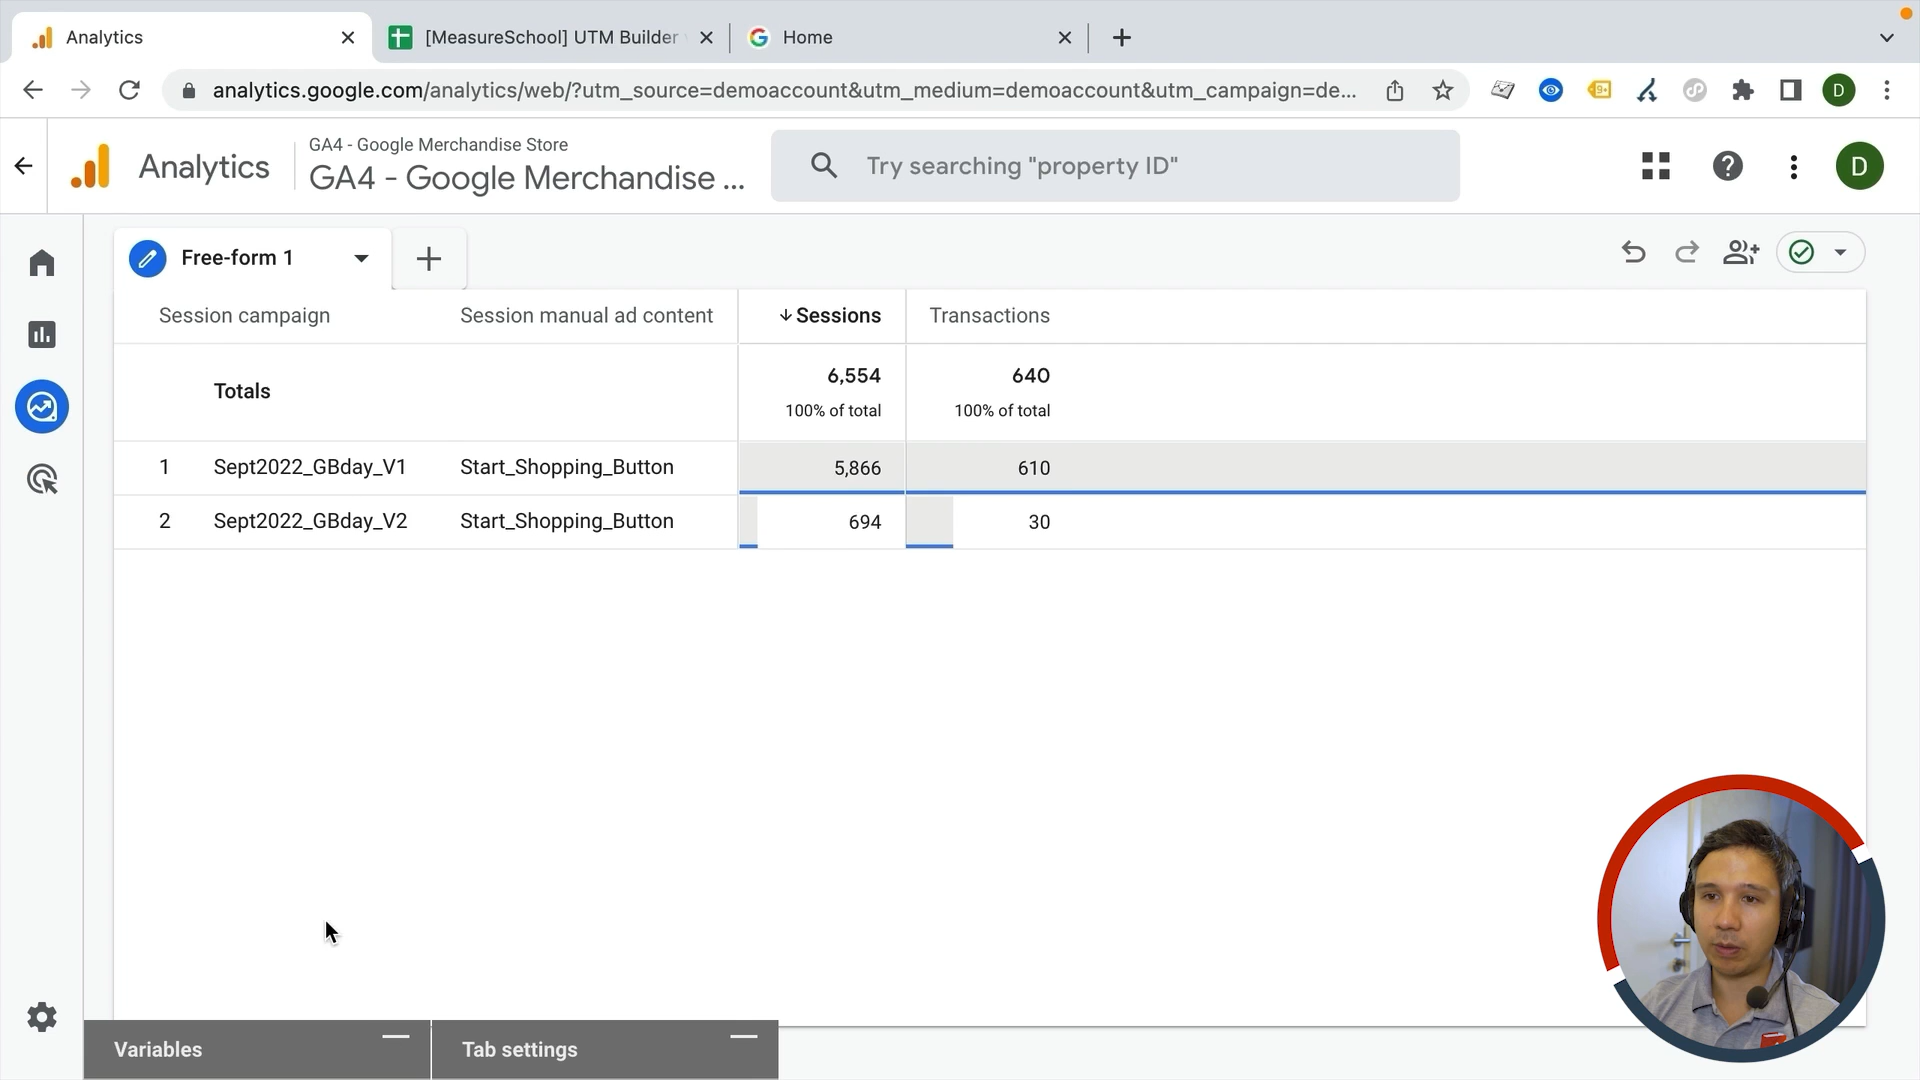 Analytics
[MeasureSchool] UTM Builder
Home
analytics.google.com/analytics/web/?utm_source=demoaccount&utm_medium=demoaccount&utm_campaign=de...
9+
D
Analytics
GA4 - Google Merchandise Store
GA4 - Google Merchandise ...
Try searching "property ID"
D
Free-form 1
Session campaign Session manual ad content Sessions Transactions
Totals 6,554 640
100% of total 100% of total
1 Sept2022_GBday_V1 Start_Shopping_Button 5,866 610
2 Sept2022_GBday_V2 Start_Shopping_Button 694 30
Variables
Tab settings